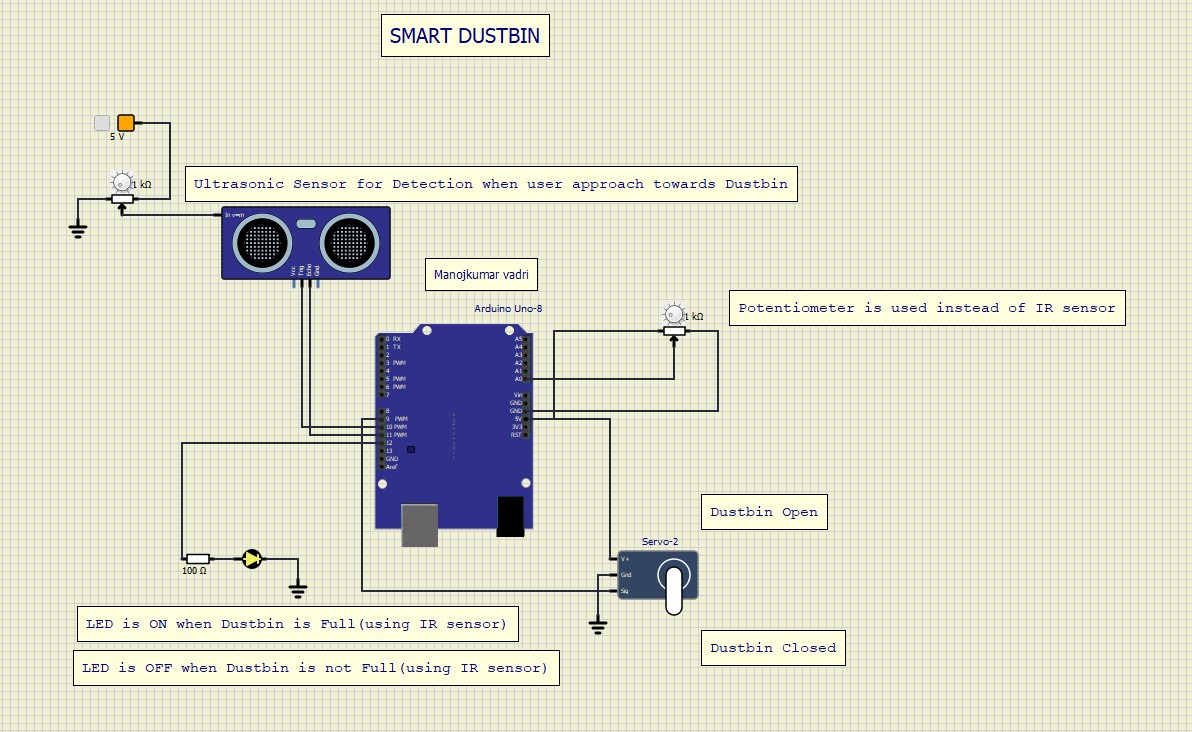 SMART DUSTBIN
5 V
1 kΩ
Ultrasonic Sensor for Detection when user approach towards Dustbin
In v=m
Vcc
Trig
Echo
Gnd
Manojkumar vadri
Arduino Uno-8
1 kΩ
Potentiometer is used instead of IR sensor
0 RX
1 TX
2
3 PWM
4
5 PWM
6 PWM
7
8
9 PWM
10 PWM
11 PWM
12
13
GND
Aref
A5
A4
A3
A2
A1
A0
Vin
GND
GND
5V
3V3
RST
Dustbin Open
Servo-2
V+
Gnd
Sig
100 Ω
LED is ON when Dustbin is Full(using IR sensor)
Dustbin Closed
LED is OFF when Dustbin is not Full(using IR sensor)